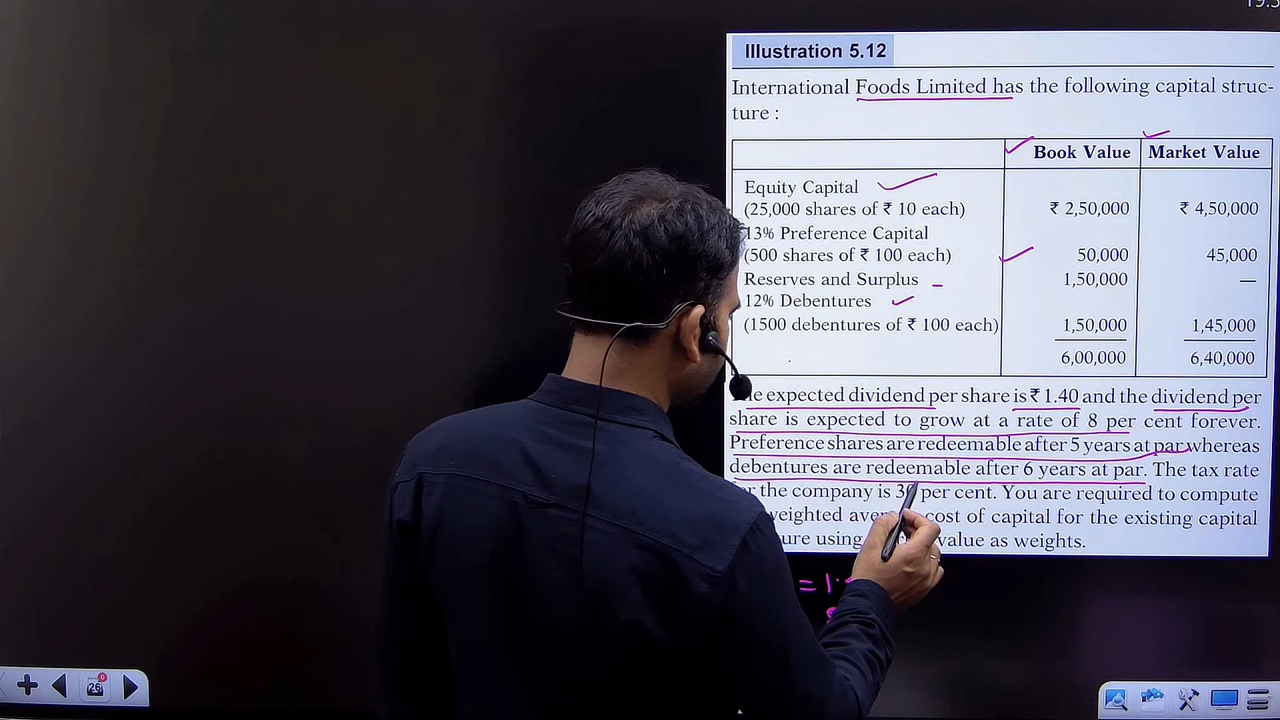 19:3
Illustration 5.12
International Foods Limited has the following capital struc-
ture :
Book Value Market Value
Equity Capital
(25,000 shares of ₹ 10 each) ₹ 2,50,000 ₹ 4,50,000
13% Preference Capital
(500 shares of ₹ 100 each) 50,000 45,000
Reserves and Surplus 1,50,000 —
12% Debentures
(1500 debentures of ₹ 100 each) 1,50,000 1,45,000
6,00,000 6,40,000
expected dividend per share is ₹ 1.40 and the dividend per
share is expected to grow at a rate of 8 per cent forever.
Preference shares are redeemable after 5 years at par whereas
debentures are redeemable after 6 years at par. The tax rate
the company is per cent. You are required to compute
weighted cost of capital for the existing capital
using value as weights.
= 1.
26
0